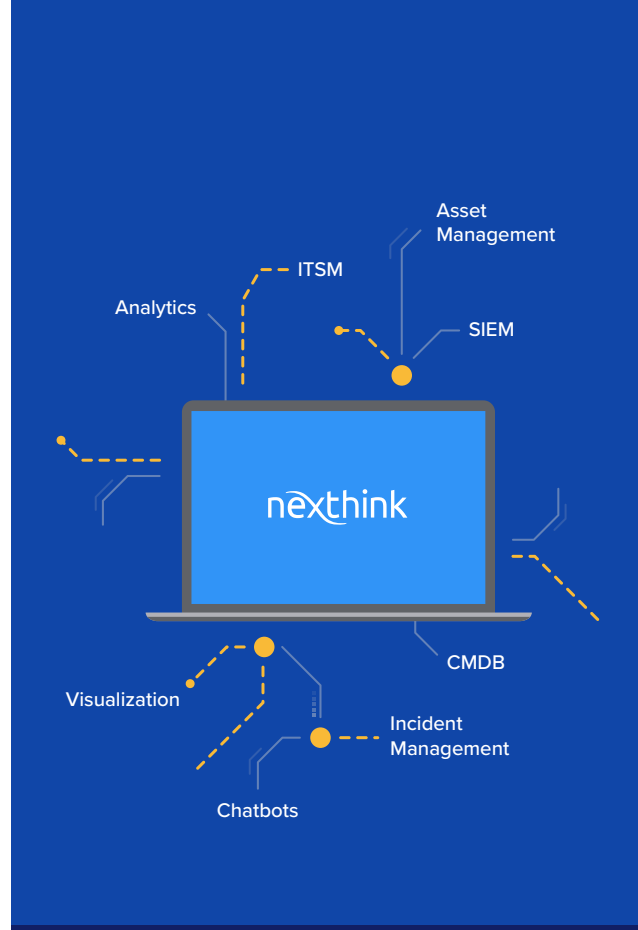 Asset
Management
ITSM
Analytics
SIEM
nexthink
CMDB
Visualization
Incident
Management
Chatbots